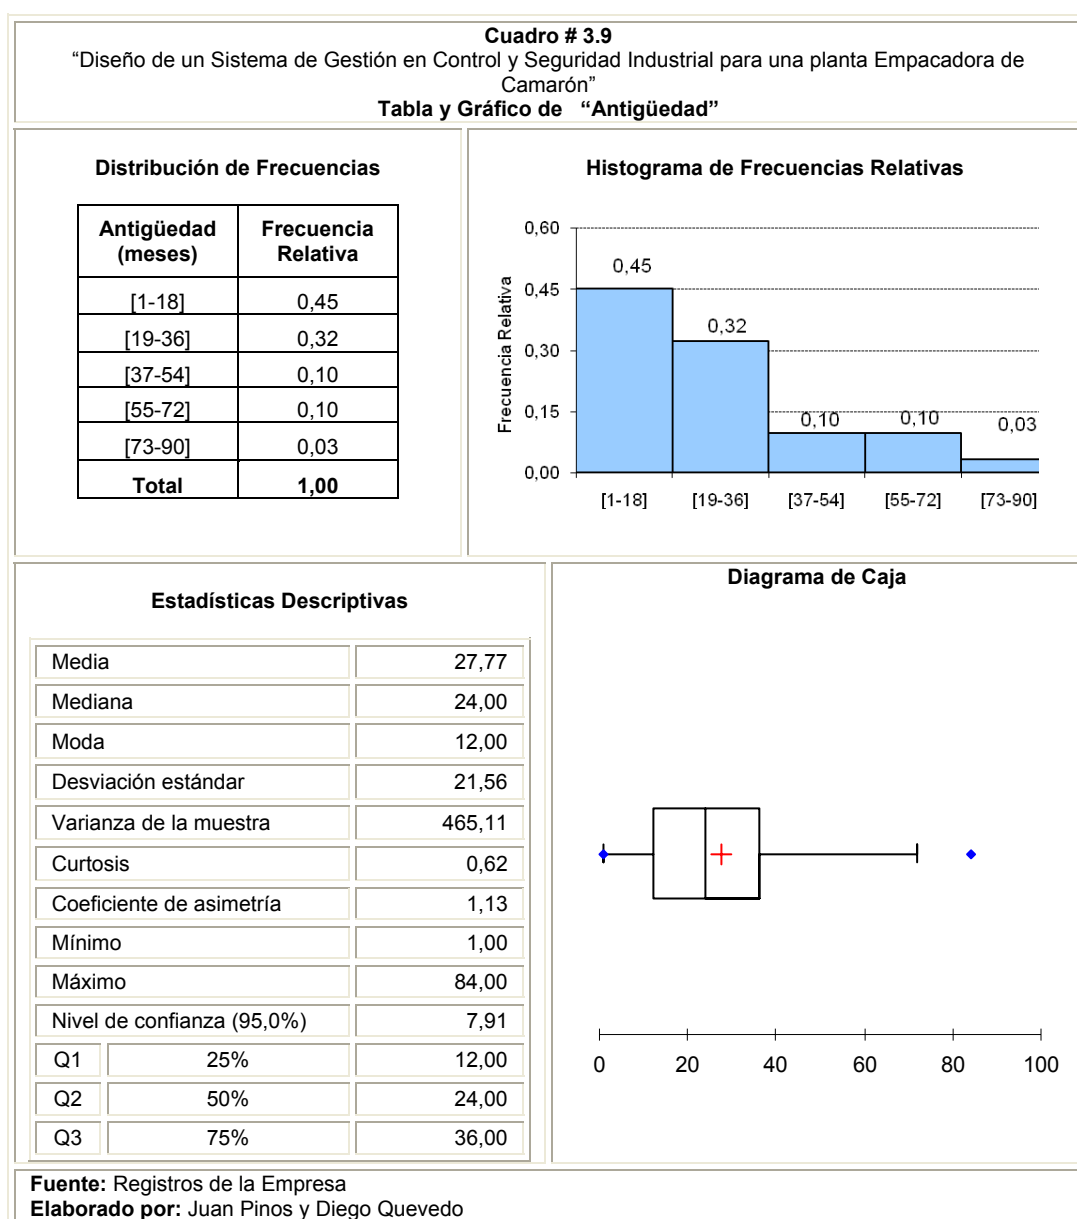 Cuadro # 3.9
“Diseño de un Sistema de Gestión en Control y Seguridad Industrial para una planta Empacadora de
Camarón”
Tabla y Gráfico de “Antigüedad”
Distribución de Frecuencias
Antigüedad (meses) Frecuencia Relativa
[1-18] 0,45
[19-36] 0,32
[37-54] 0,10
[55-72] 0,10
[73-90] 0,03
Total 1,00
Histograma de Frecuencias Relativas
Frecuencia Relativa
0,60
0,45
0,30
0,15
0,00
0,45
0,32
0,10
0,10
0,03
[1-18] [19-36] [37-54] [55-72] [73-90]
Estadísticas Descriptivas
Media 27,77
Mediana 24,00
Moda 12,00
Desviación estándar 21,56
Varianza de la muestra 465,11
Curtosis 0,62
Coeficiente de asimetría 1,13
Mínimo 1,00
Máximo 84,00
Nivel de confianza (95,0%) 7,91
Q1 25% 12,00
Q2 50% 24,00
Q3 75% 36,00
Diagrama de Caja
0 20 40 60 80 100
Fuente: Registros de la Empresa
Elaborado por: Juan Pinos y Diego Quevedo